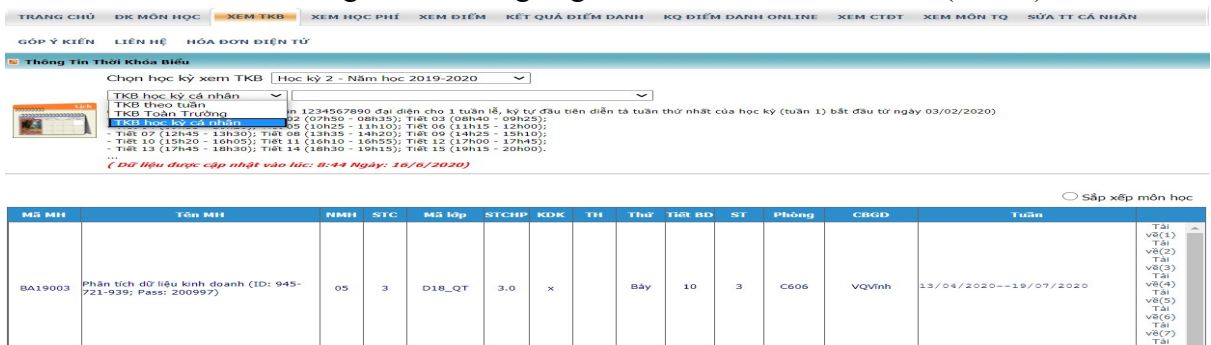 TRANG CHỦ ĐK MÔN HỌC XEM TKB XEM HỌC PHÍ XEM ĐIỂM KẾT QUẢ ĐIỂM DANH KQ ĐIỂM DANH ONLINE XEM CTĐT XEM MÔN TQ SỬA TT CÁ NHÂN
GÓP Ý KIẾN LIÊN HỆ HÓA ĐƠN ĐIỆN TỬ
Thông Tin Thời Khóa Biểu
Chọn học kỳ xem TKB Học kỳ 2 - Năm học 2019-2020
TKB học kỳ cá nhân
TKB theo tuần
TKB Toàn Trường
TKB học kỳ cá nhân
Lịch
1234567890 đại diện cho 1 tuần lễ, ký tự đầu tiên diễn tả tuần thứ nhất của học kỳ (tuần 1) bắt đầu từ ngày 03/02/2020)
02 (07h50 - 08h35); Tiết 03 (08h40 - 09h25);
05 (10h25 - 11h10); Tiết 06 (11h15 - 12h00);
- Tiết 07 (12h45 - 13h30); Tiết 08 (13h35 - 14h20); Tiết 09 (14h25 - 15h10);
- Tiết 10 (15h20 - 16h05); Tiết 11 (16h10 - 16h55); Tiết 12 (17h00 - 17h45);
- Tiết 13 (17h45 - 18h30); Tiết 14 (18h30 - 19h15); Tiết 15 (19h15 - 20h00).
...
( Dữ liệu được cập nhật vào lúc: 8:44 Ngày: 16/6/2020)
Sắp xếp môn học
Mã MH Tên MH NMH STC Mã lớp STCHP KDK TH Thứ Tiết BD ST Phòng CBGD Tuần
BA19003 Phân tích dữ liệu kinh doanh (ID: 945-
721-939; Pass: 200997) 05 3 D18_QT 3.0 x Bảy 10 3 C606 VQVĩnh 13/04/2020--19/07/2020
Tải
về(1)
Tải
về(2)
Tải
về(3)
Tải
về(4)
Tải
về(5)
Tải
về(6)
Tải
về(7)
Tải